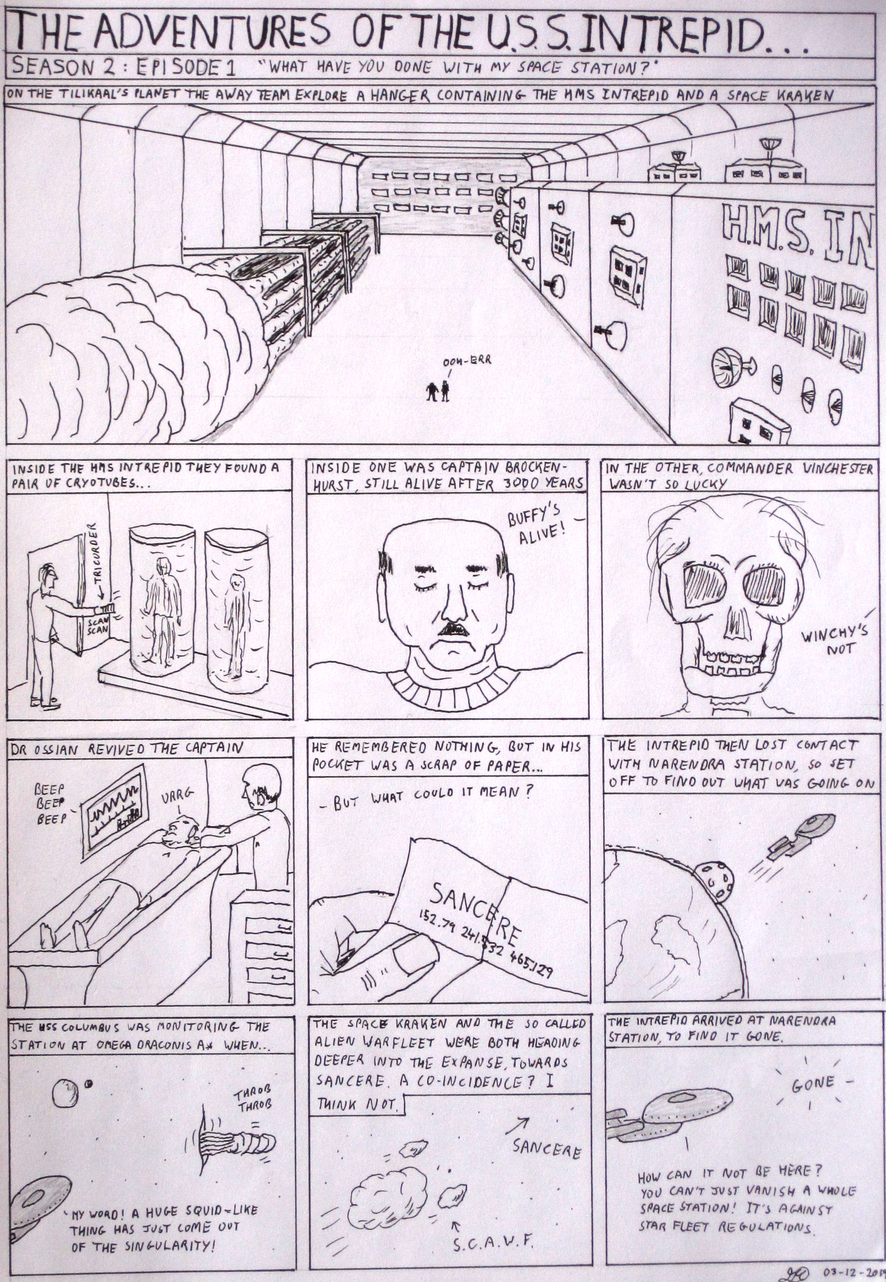 THE ADVENTURES OF THE U.S.S. INTREPID...
SEASON 2: EPISODE 1 "WHAT HAVE YOU DONE WITH MY SPACE STATION?"
ON THE TILIKAAL'S PLANET THE AWAY TEAM EXPLORE A HANGER CONTAINING THE HMS INTREPID AND A SPACE KRAKEN
H.M.S. IN
OOH-ERR
INSIDE THE HMS INTREPID THEY FOUND A
PAIR OF CRYOTUBES...
TRICURDER
SCAN
SCAN
INSIDE ONE WAS CAPTAIN BROCKEN-
HURST, STILL ALIVE AFTER 3000 YEARS
BUFFY'S
ALIVE!
IN THE OTHER, COMMANDER VINCHESTER
WASN'T SO LUCKY
WINCHY'S
NOT
DR OSSIAN REVIVED THE CAPTAIN
BEEP
BEEP
BEEP
URRG
HE REMEMBERED NOTHING, BUT IN HIS
POCKET WAS A SCRAP OF PAPER...
- BUT WHAT COULD IT MEAN?
SANCERE
152.79 241.932 465.129
THE INTREPID THEN LOST CONTACT
WITH NARENDRA STATION, SO SET
OFF TO FIND OUT WHAT WAS GOING ON
THE USS COLUMBUS WAS MONITORING THE
STATION AT OMEGA DRACONIS A* WHEN...
THROB
THROB
MY WORD! A HUGE SQUID-LIKE
THING HAS JUST COME OUT
OF THE SINGULARITY!
THE SPACE KRAKEN AND THE SO CALLED
ALIEN WARFLEET WERE BOTH HEADING
DEEPER INTO THE EXPANSE, TOWARDS
SANCERE. A CO-INCIDENCE? I
THINK NOT.
SANCERE
S.C.A.W.F.
THE INTREPID ARRIVED AT NARENDRA
STATION, TO FIND IT GONE.
GONE -
HOW CAN IT NOT BE HERE?
YOU CAN'T JUST VANISH A WHOLE
SPACE STATION! IT'S AGAINST
STAR FLEET REGULATIONS.
03-12-2019